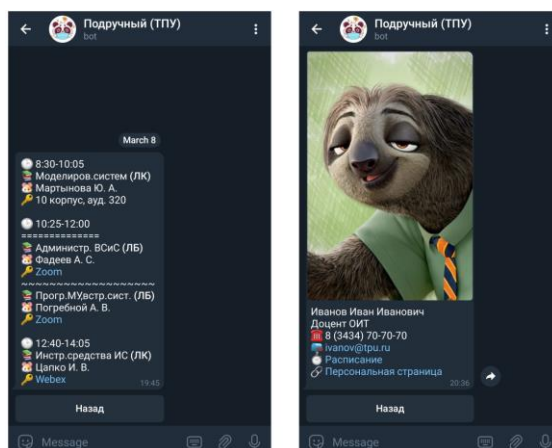 Подручный (ТПУ)
bot
March 8
8:30-10:05
Моделиров.систем (ЛК)
Мартынова Ю. А.
10 корпус, ауд. 320
10:25-12:00
==============
Администр. ВСиС (ЛБ)
Фадеев А. С.
Zoom
~~~~~~~~~~~~~~~~~~~
Прогр.МУ,встр.сист. (ЛБ)
Погребной А. В.
Zoom
12:40-14:05
Инстр.средства ИС (ЛК)
Цапко И. В.
Webex
19:45
Назад
Message
Подручный (ТПУ)
bot
Иванов Иван Иванович
Доцент ОИТ
8 (3434) 70-70-70
ivanov@tpu.ru
Расписание
Персональная страница
20:36
Назад
Message